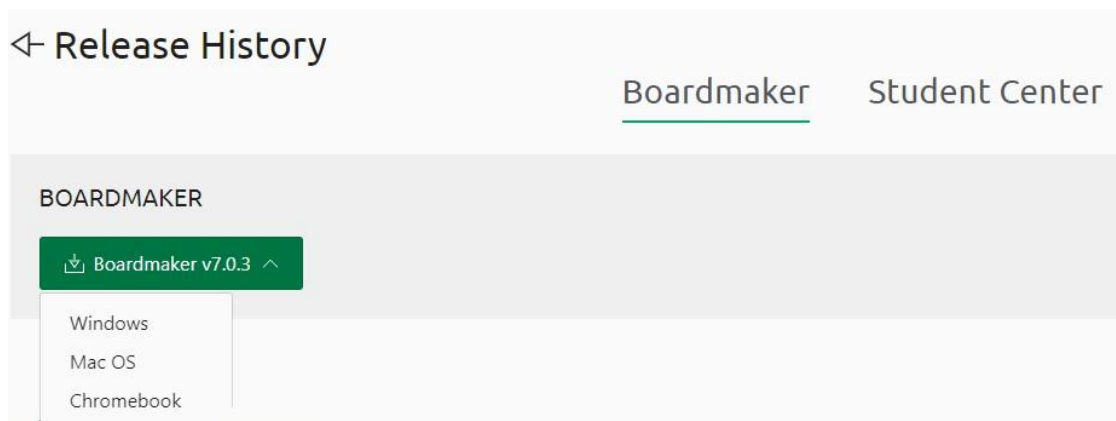 Release History
Boardmaker Student Center
BOARDMAKER
Boardmaker v7.0.3
Windows
Mac OS
Chromebook